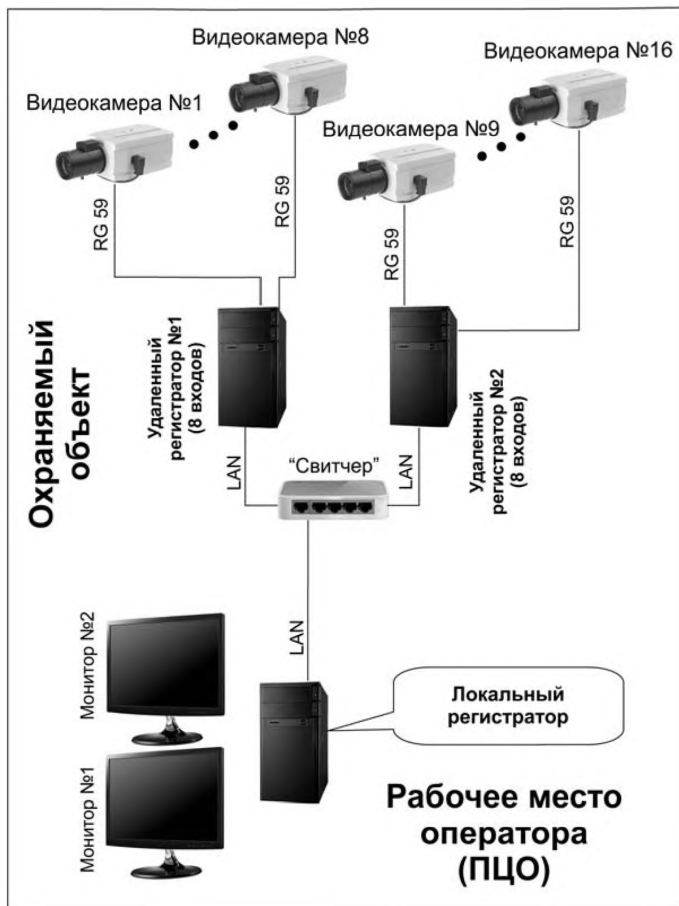 Видеокамера №8
Видеокамера №16
Видеокамера №1
Видеокамера №9
RG 59
RG 59
RG 59
RG 59
Охраняемый
объект
Удаленный
регистратор №1
(8 входов)
Удаленный
регистратор №2
(8 входов)
LAN
"Свитчер"
LAN
LAN
Монитор №2
Монитор №1
Локальный
регистратор
Рабочее место
оператора
(ПЦО)